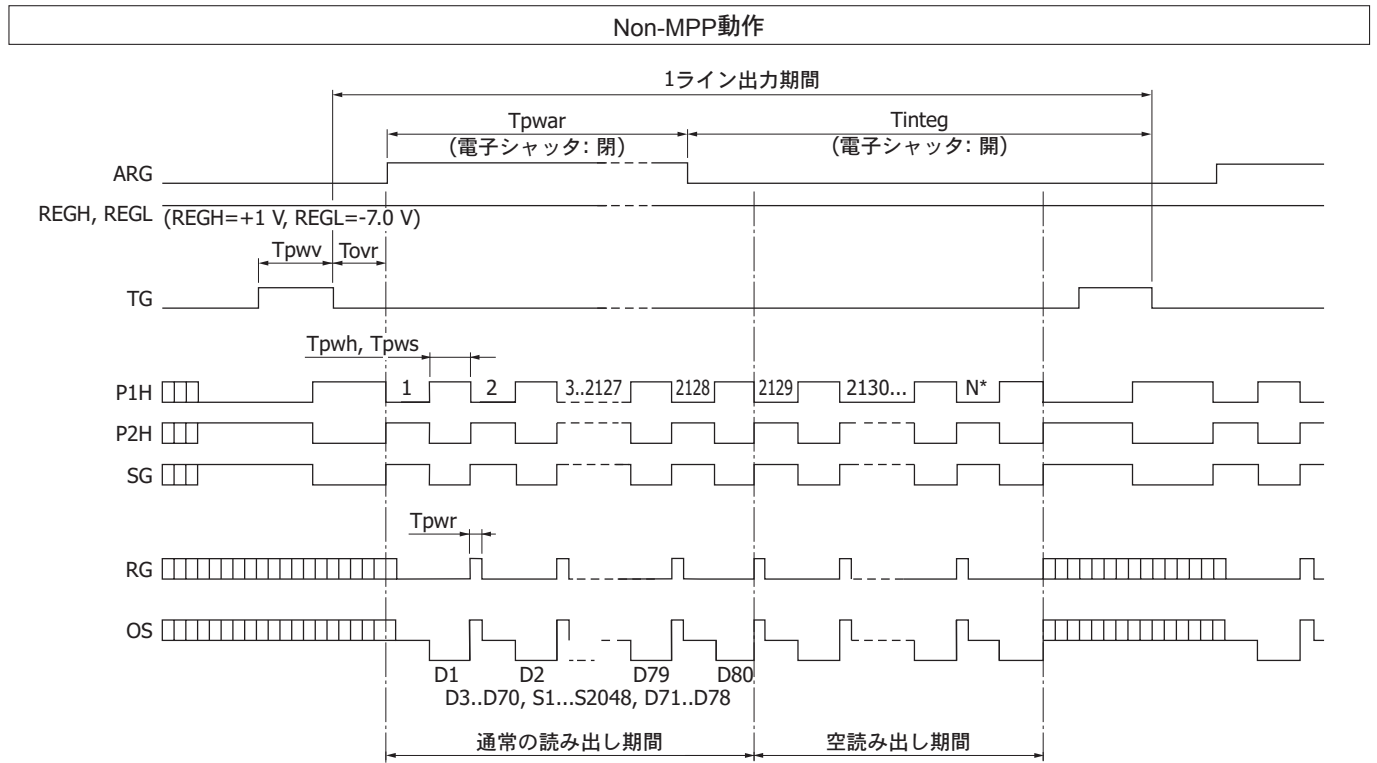 Non-MPP動作
1ライン出力期間
Tpwar
Tinteg
(電子シャッタ: 閉)
(電子シャッタ: 開)
ARG
REGH, REGL (REGH=+1 V, REGL=-7.0 V)
Tpwv
Tovr
TG
Tpwh, Tpws
P1H
1
2
3..2127
2128
2129
2130...
N*
P2H
SG
Tpwr
RG
OS
D1
D2
D79
D80
D3..D70, S1...S2048, D71..D78
通常の読み出し期間
空読み出し期間